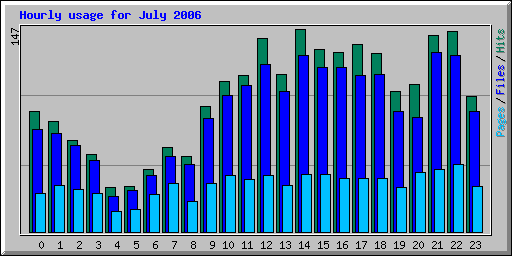 Hourly usage for July 2006
147
Pages/Files/Hits
0 1 2 3 4 5 6 7 8 9 10 11 12 13 14 15 16 17 18 19 20 21 22 23